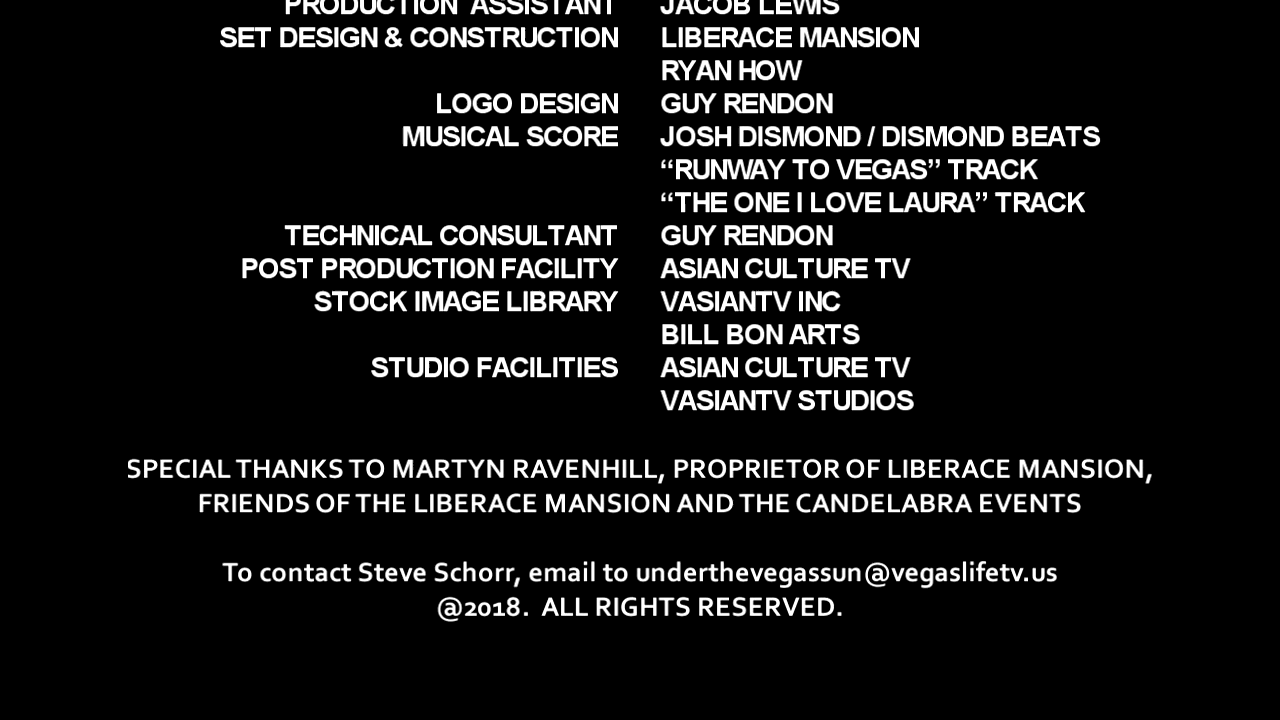 PRODUCTION ASSISTANT JACOB LEWIS
SET DESIGN & CONSTRUCTION LIBERACE MANSION
RYAN HOW
LOGO DESIGN GUY RENDON
MUSICAL SCORE JOSH DISMOND / DISMOND BEATS
“RUNWAY TO VEGAS” TRACK
“THE ONE I LOVE LAURA” TRACK
TECHNICAL CONSULTANT GUY RENDON
POST PRODUCTION FACILITY ASIAN CULTURE TV
STOCK IMAGE LIBRARY VASIANTV INC
BILL BON ARTS
STUDIO FACILITIES ASIAN CULTURE TV
VASIANTV STUDIOS
SPECIAL THANKS TO MARTYN RAVENHILL, PROPRIETOR OF LIBERACE MANSION,
FRIENDS OF THE LIBERACE MANSION AND THE CANDELABRA EVENTS
To contact Steve Schorr, email to underthevegassun@vegaslifetv.us
@2018. ALL RIGHTS RESERVED.